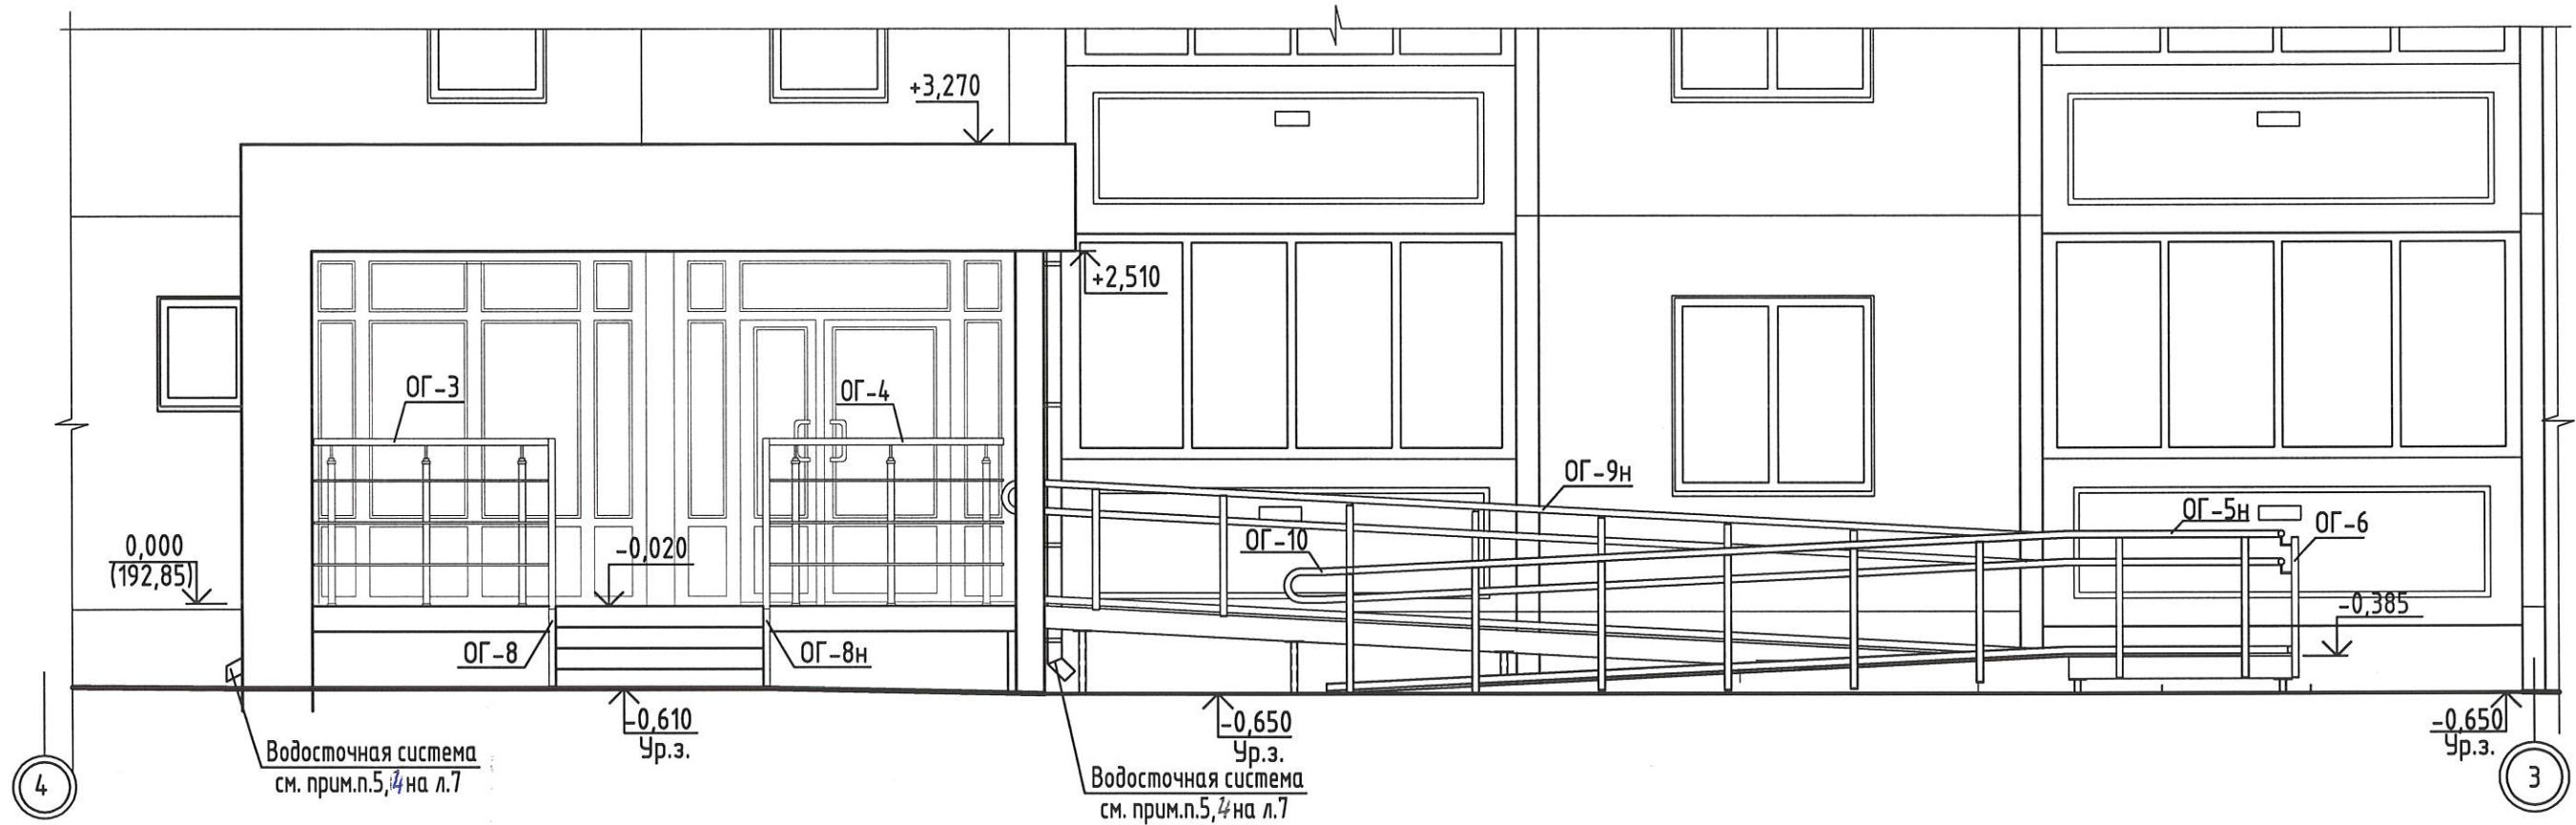 +3,270
+2,510
ОГ-3
ОГ-4
ОГ-9н
ОГ-5н
ОГ-6
ОГ-10
0,000
(192,85)
-0,020
-0,385
ОГ-8
ОГ-8н
-0,610
Ур.з.
-0,650
Ур.з.
-0,650
Ур.з.
Водосточная система
см. прим.п.5,4 на л.7
Водосточная система
см. прим.п.5,4 на л.7
4
3